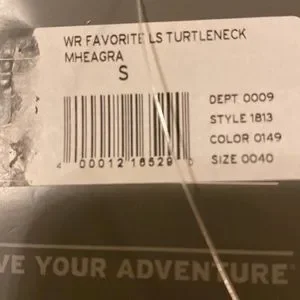 WR FAVORITE LS TURTLENECK
MHEAGRA
S
DEPT 0009
STYLE 1813
COLOR 0149
SIZE 0040
4 00012 16529 0
VE YOUR ADVENTURE